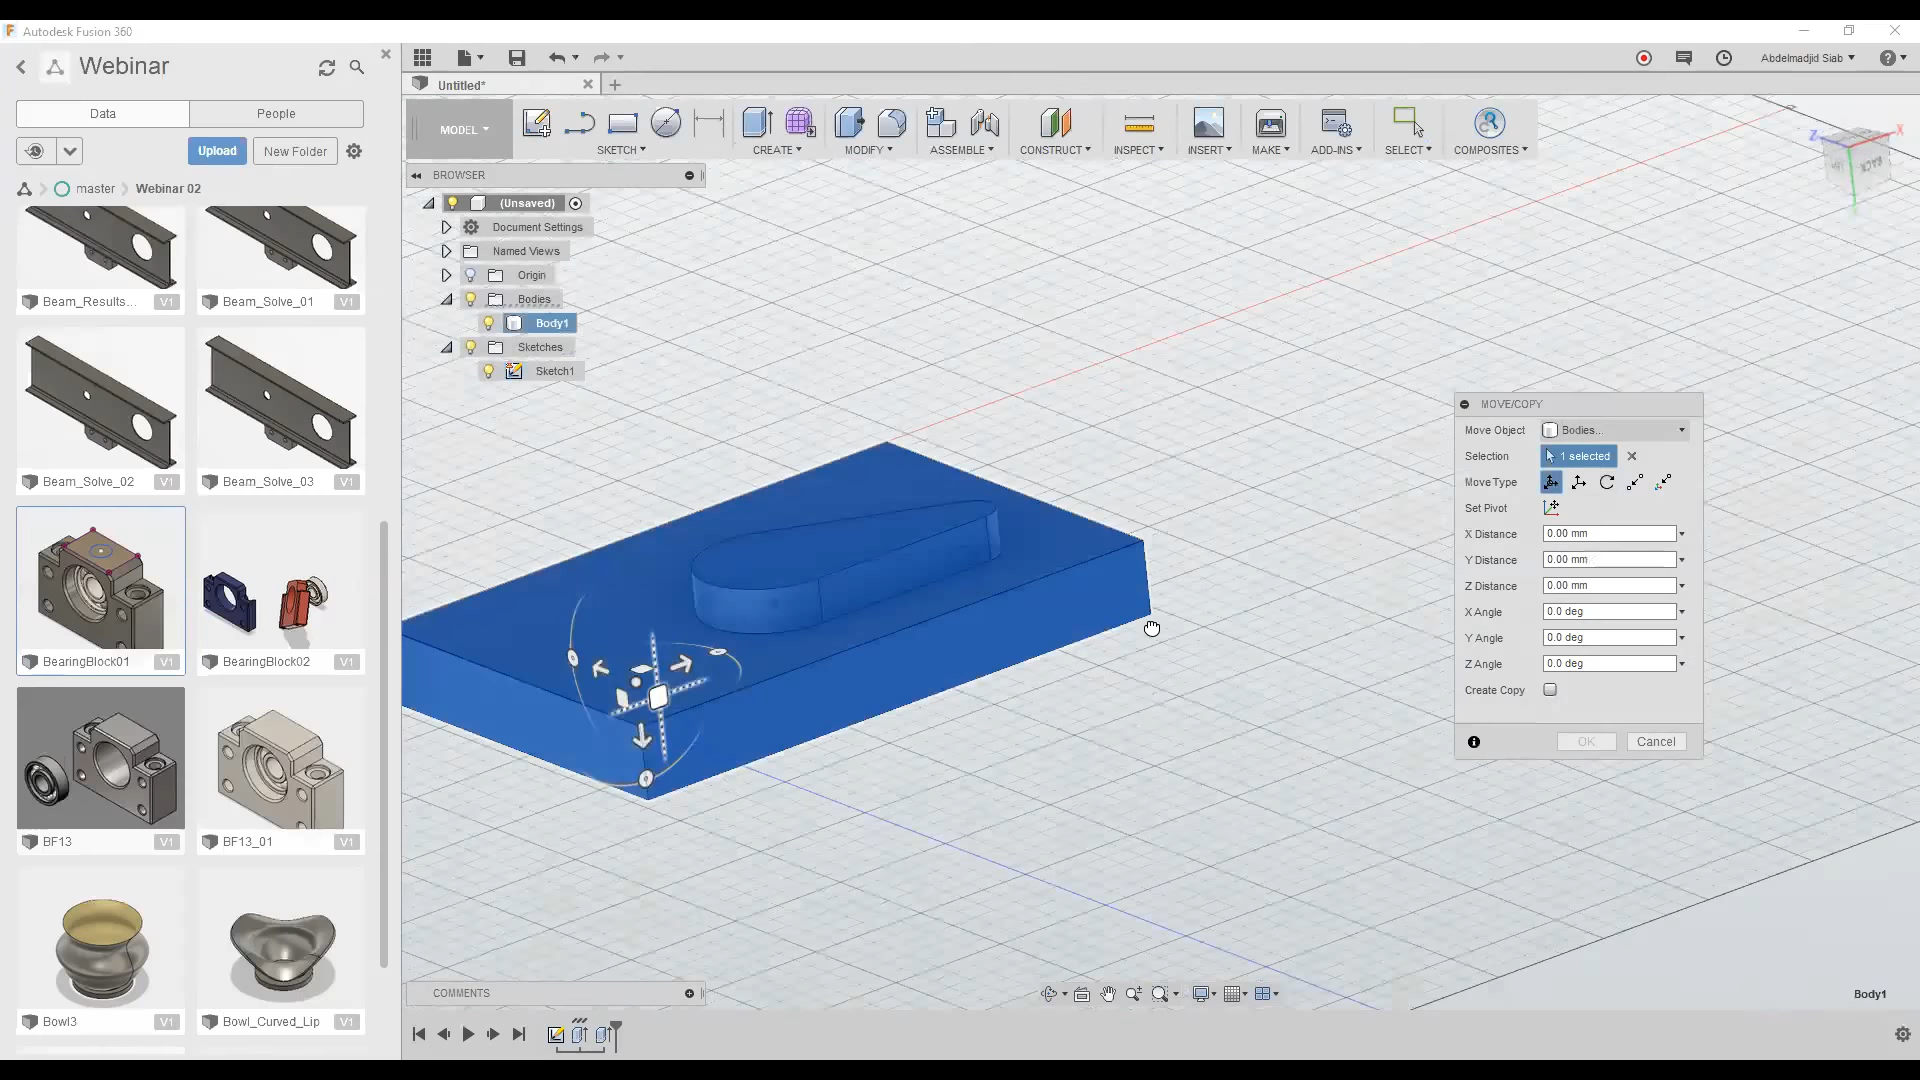 Autodesk Fusion 360
Webinar
Data
People
Upload
New Folder
master
Webinar 02
Beam_Results...
V1
Beam_Solve_01
V1
Beam_Solve_02
V1
Beam_Solve_03
V1
BearingBlock01
V1
BearingBlock02
V1
BF13
V1
BF13_01
V1
Bowl3
V1
Bowl_Curved_Lip
V1
Untitled*
Abdelmadjid Siab
MODEL
SKETCH
CREATE
MODIFY
ASSEMBLE
CONSTRUCT
INSPECT
INSERT
MAKE
ADD-INS
SELECT
COMPOSITES
BROWSER
(Unsaved)
Document Settings
Named Views
Origin
Bodies
Body1
Sketches
Sketch1
Z
X
BACK
MOVE/COPY
Move Object
Bodies...
Selection
1 selected
Move Type
Set Pivot
X Distance
0.00 mm
Y Distance
0.00 mm
Z Distance
0.00 mm
X Angle
0.0 deg
Y Angle
0.0 deg
Z Angle
0.0 deg
Create Copy
OK
Cancel
COMMENTS
Body1